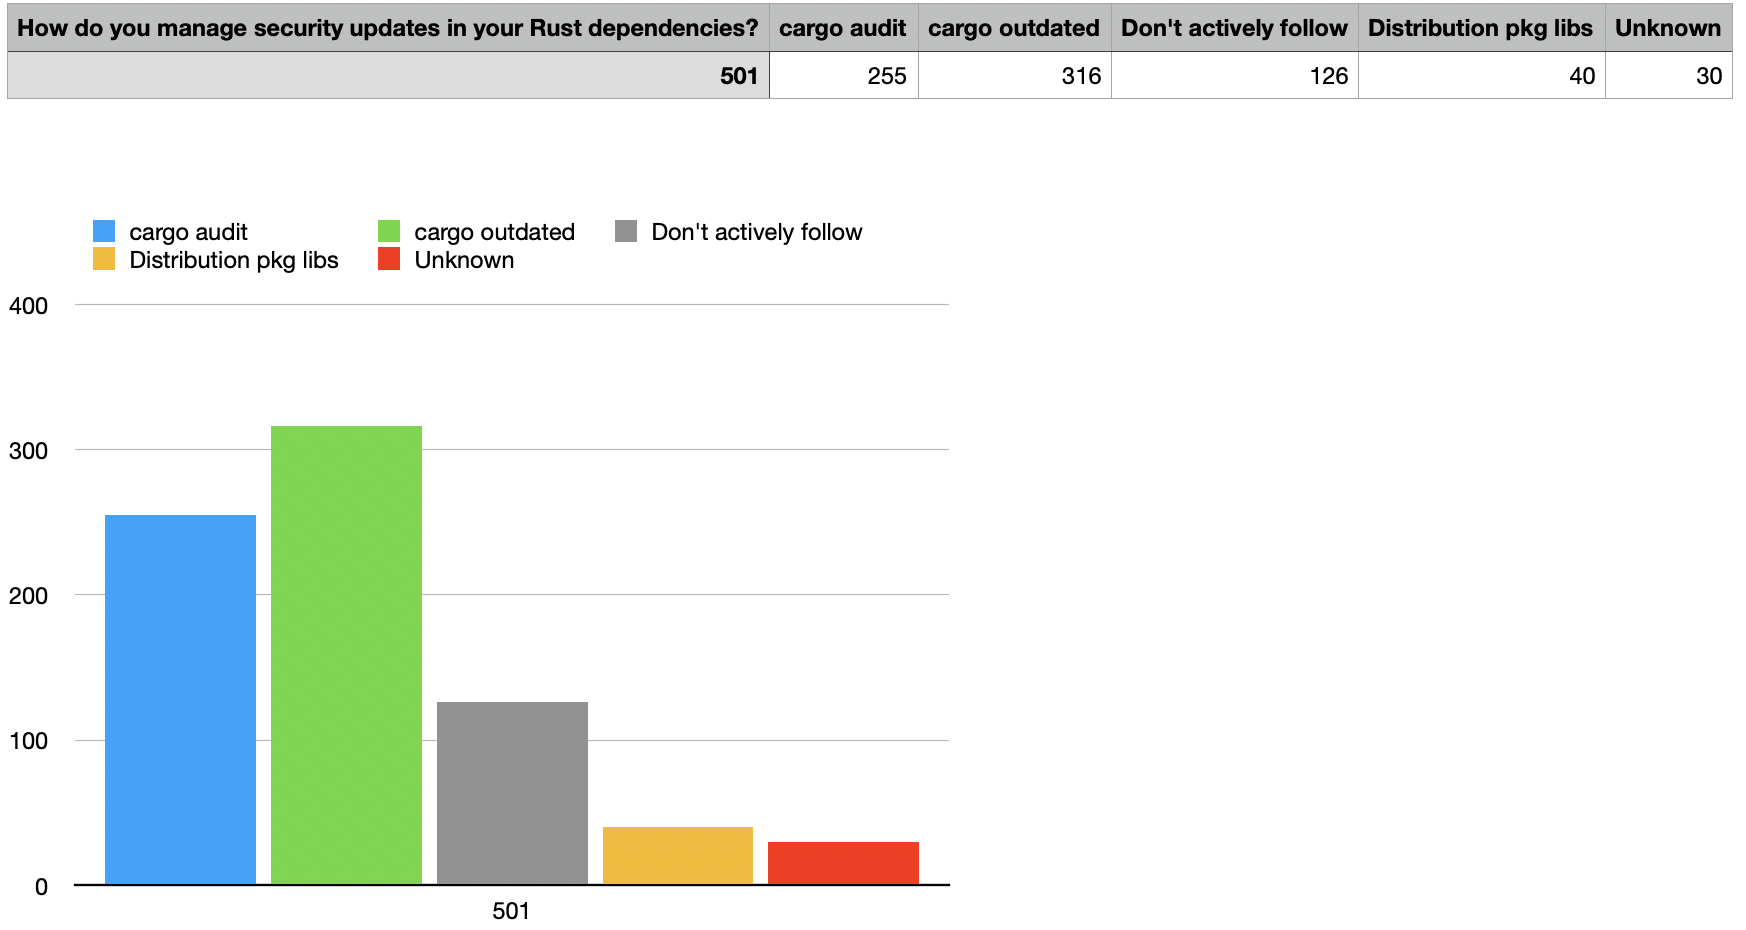 How do you manage security updates in your Rust dependencies? cargo audit cargo outdated Don't actively follow Distribution pkg libs Unknown
501 255 316 126 40 30
cargo audit cargo outdated Don't actively follow
Distribution pkg libs Unknown
400
300
200
100
0
501